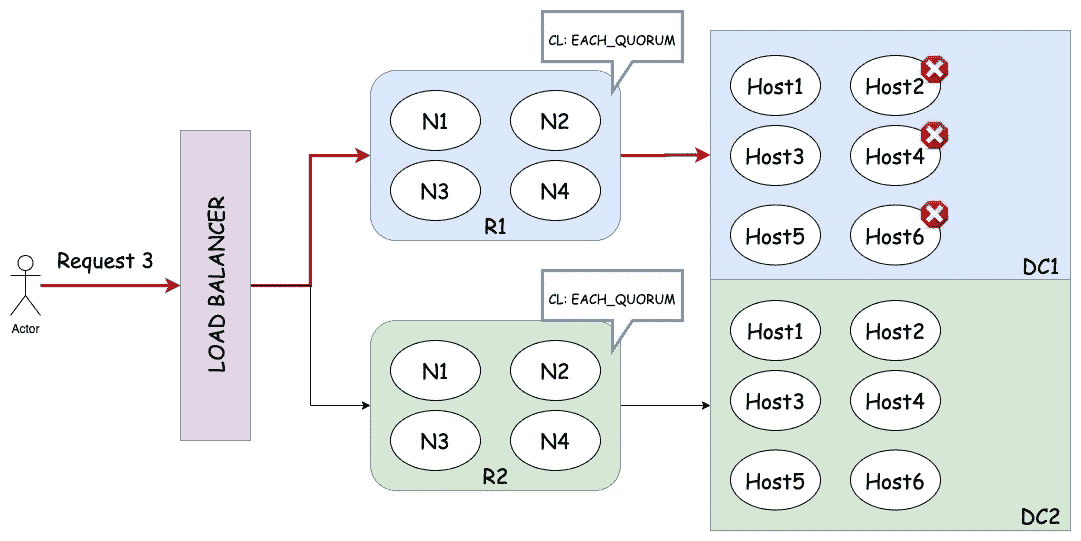 CL: EACH_QUORUM
Host1 Host2
N1 N2
Host3 Host4
N3 N4
R1
Host5 Host6
DC1
Request 3
LOAD BALANCER
Actor
CL: EACH_QUORUM
Host1 Host2
N1 N2
Host3 Host4
N3 N4
R2
Host5 Host6
DC2